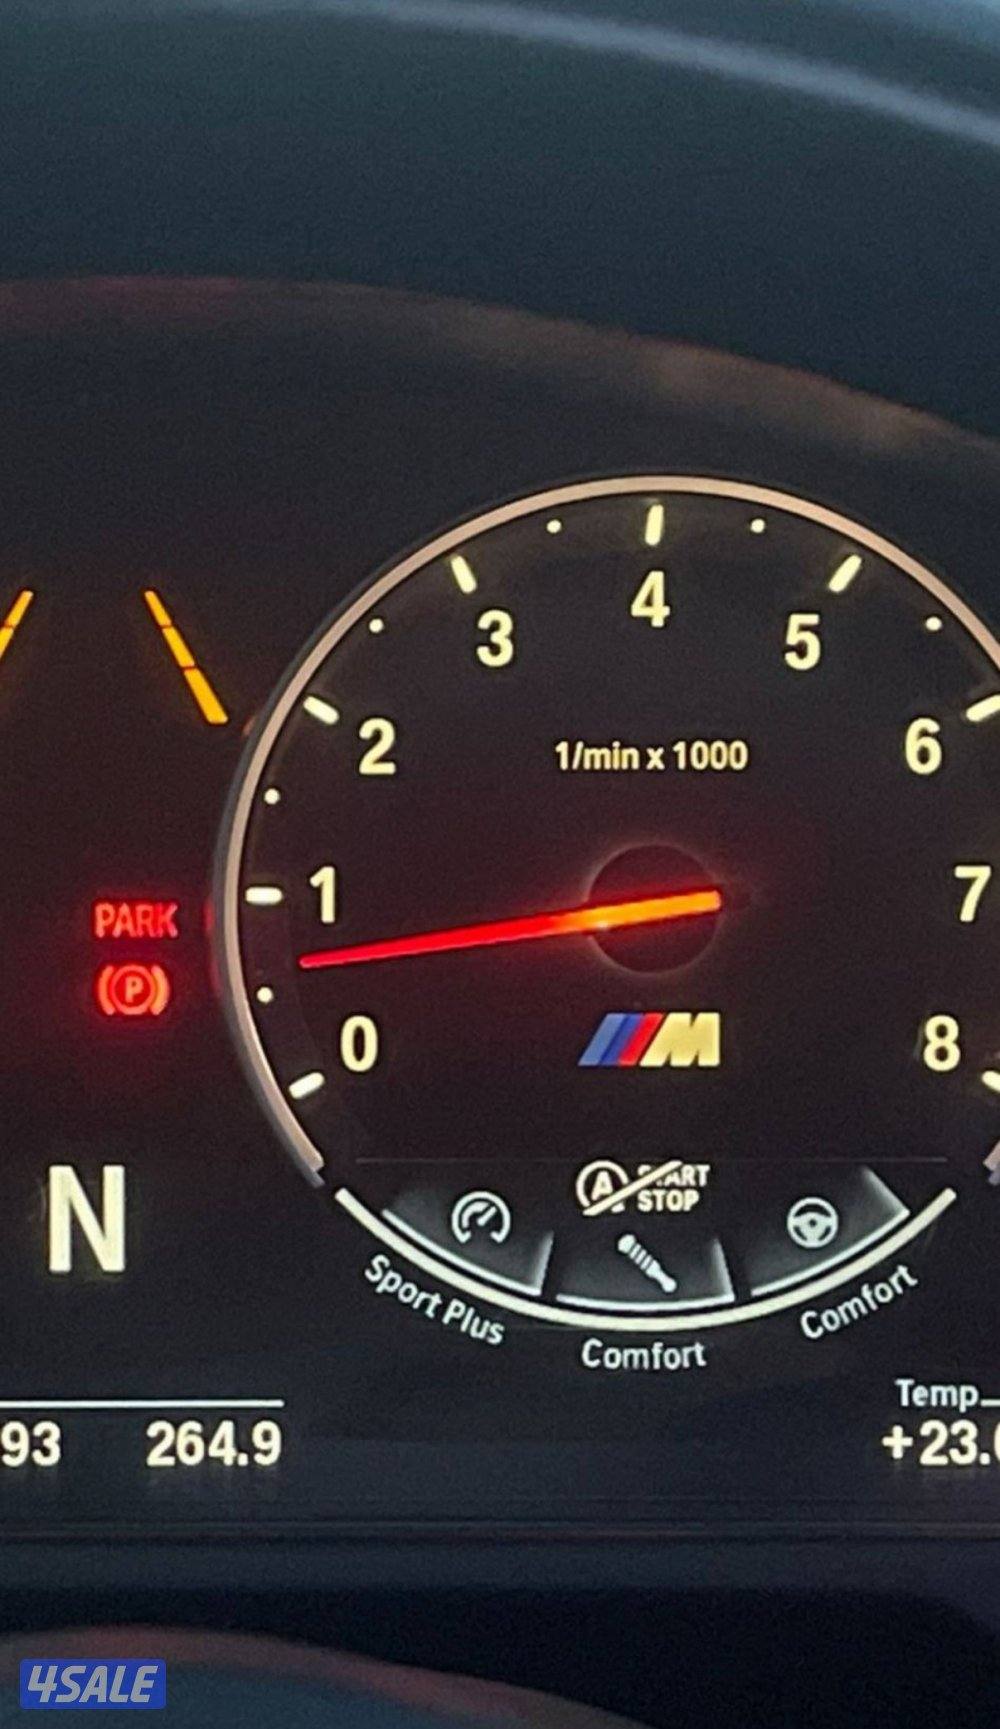 4
3
5
2
6
1/min x 1000
1
7
PARK
P
0
M
8
A START
STOP
N
Sport Plus
Comfort
Comfort
Temp
93 264.9
+23.
4SALE